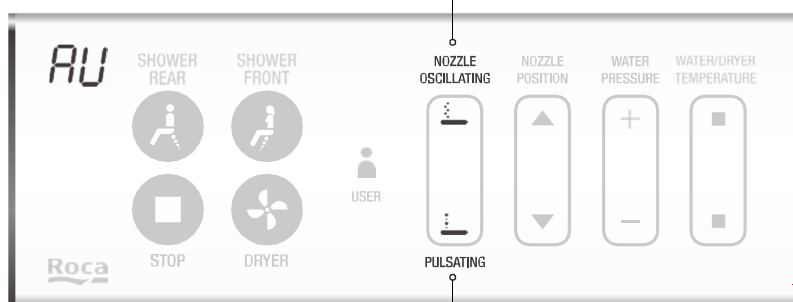 AU
SHOWER
REAR
SHOWER
FRONT
NOZZLE
OSCILLATING
NOZZLE
POSITION
WATER
PRESSURE
WATER/DRYER
TEMPERATURE
USER
STOP
DRYER
PULSATING
Roca